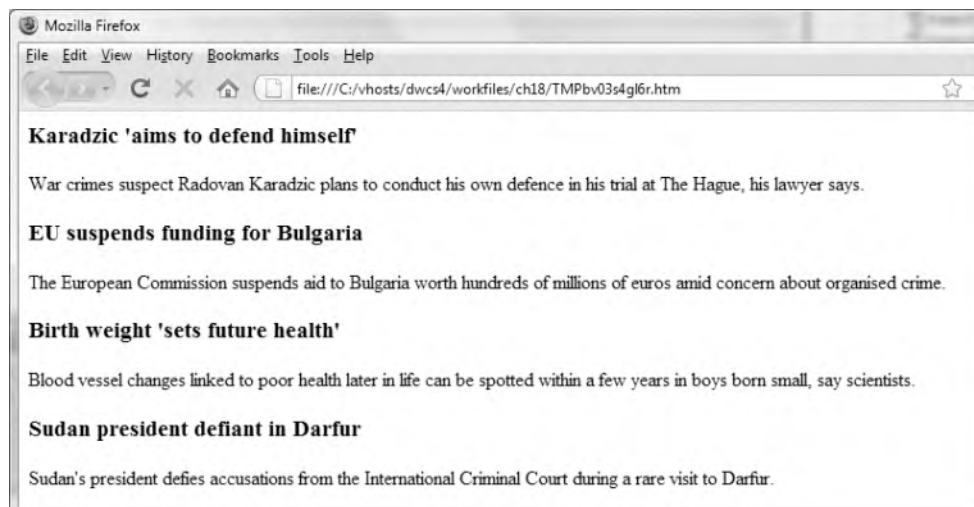 Mozilla Firefox
File Edit View History Bookmarks Tools Help
file:///C:/vhosts/dwcs4/workfiles/ch18/TMPbv03s4gl6r.htm
Karadzic 'aims to defend himself'
War crimes suspect Radovan Karadzic plans to conduct his own defence in his trial at The Hague, his lawyer says.
EU suspends funding for Bulgaria
The European Commission suspends aid to Bulgaria worth hundreds of millions of euros amid concern about organised crime.
Birth weight 'sets future health'
Blood vessel changes linked to poor health later in life can be spotted within a few years in boys born small, say scientists.
Sudan president defiant in Darfur
Sudan's president defies accusations from the International Criminal Court during a rare visit to Darfur.